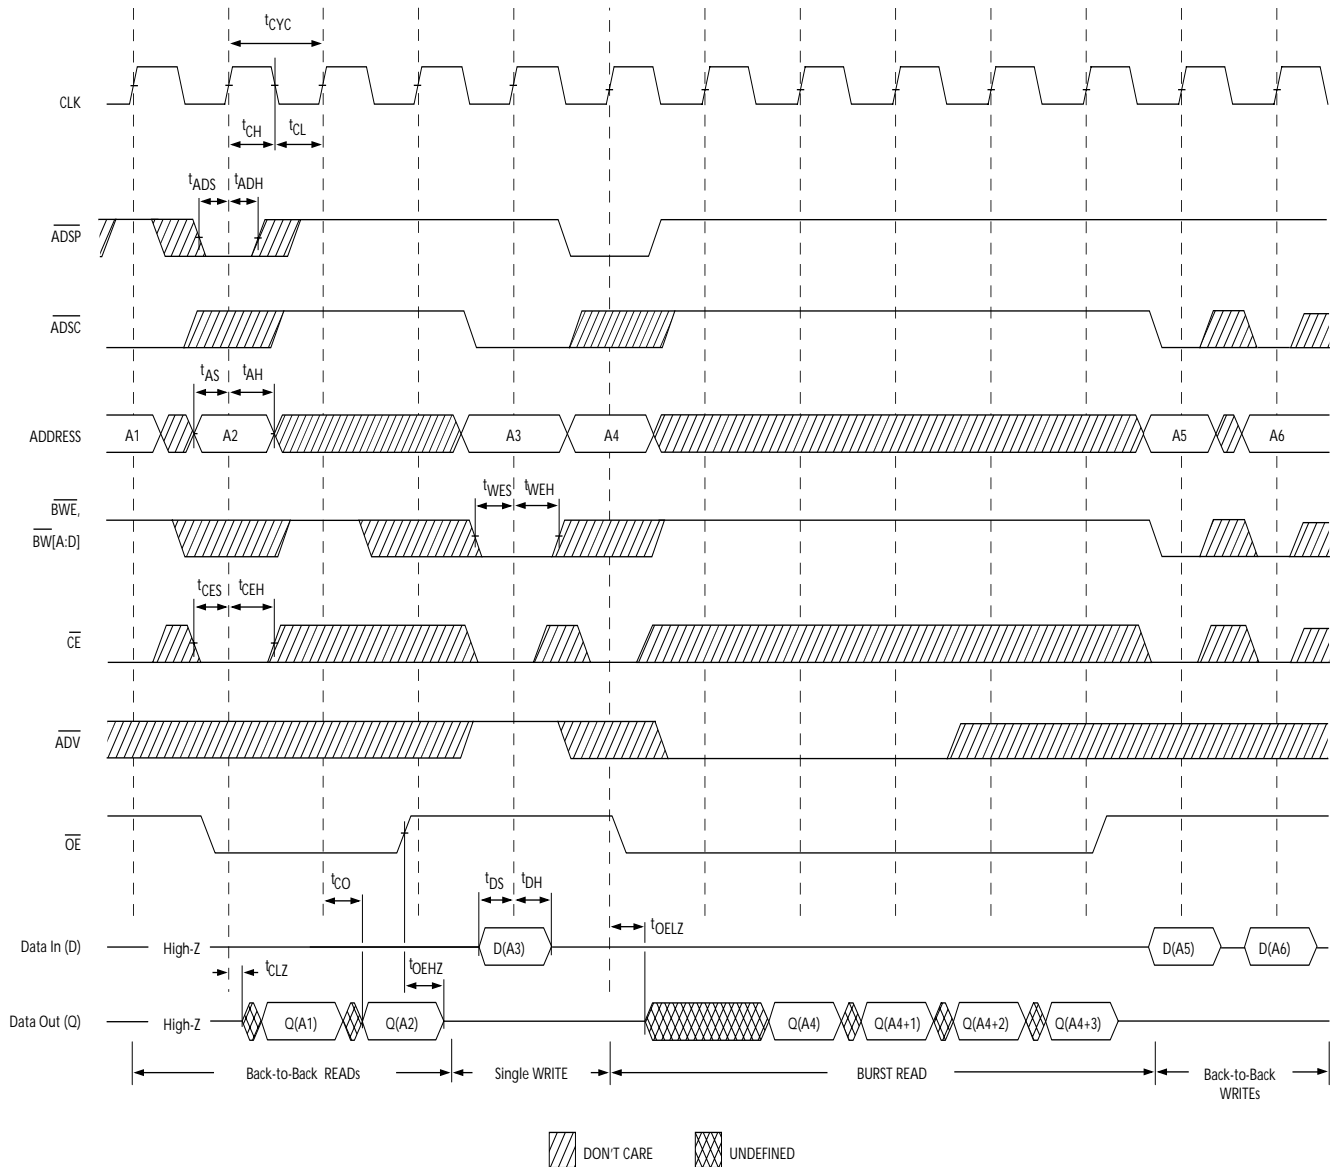 tCYC
CLK
tCH tCL
tADS tADH
ADSP
ADSC
tAS tAH
ADDRESS A1 A2 A3 A4 A5 A6
tWES tWEH
BWE,
BW[A:D]
tCES tCEH
CE
ADV
OE
tCO tDS tDH
tOELZ
Data In (D) High-Z D(A3) D(A5) D(A6)
tCLZ tOEHZ
Data Out (Q) High-Z Q(A1) Q(A2) Q(A4) Q(A4+1) Q(A4+2) Q(A4+3)
Back-to-Back READs Single WRITE BURST READ Back-to-Back
WRITEs
DON'T CARE UNDEFINED